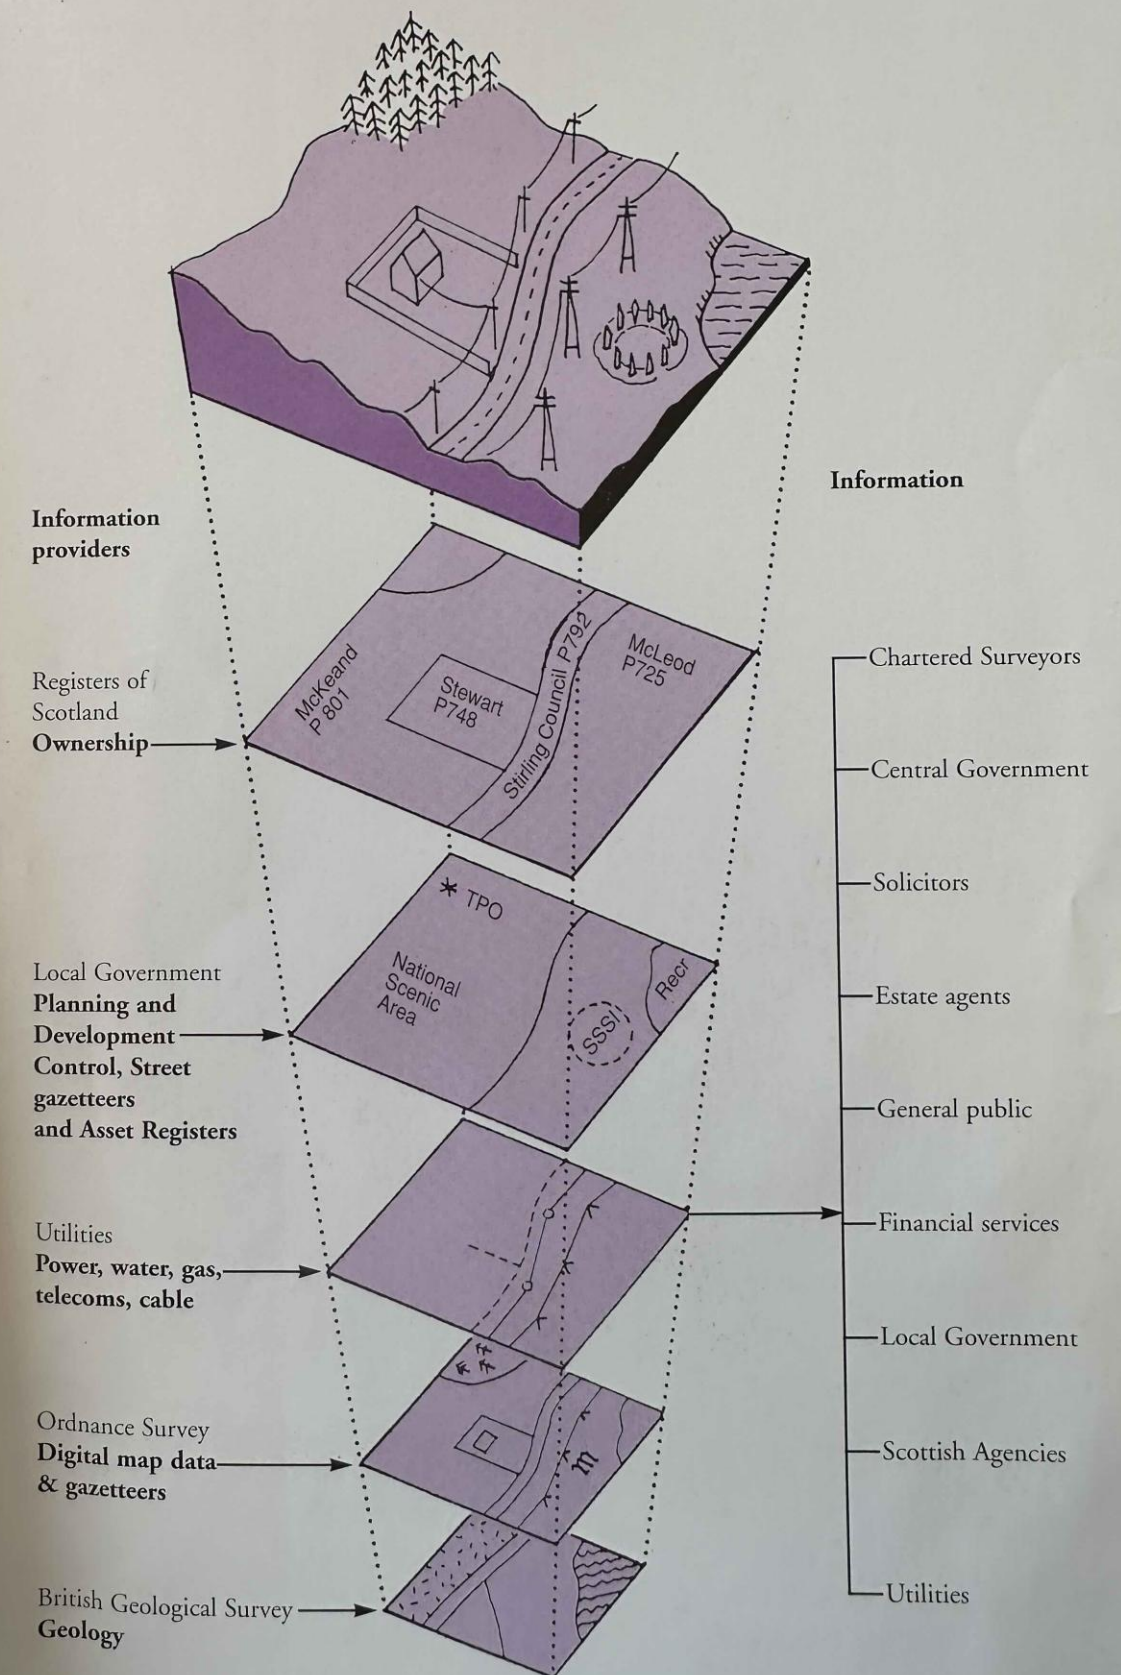 Information
providers
Information
McKeand
P 801
Stewart
P748
Stirling Council P792
McLeod
P725
Registers of
Scotland
Ownership
* TPO
National
Scenic
Area
SSSI
Recr
Local Government
Planning and
Development
Control, Street
gazetteers
and Asset Registers
Utilities
Power, water, gas,
telecoms, cable
Ordnance Survey
Digital map data
& gazetteers
m
British Geological Survey
Geology
Chartered Surveyors
Central Government
Solicitors
Estate agents
General public
Financial services
Local Government
Scottish Agencies
Utilities